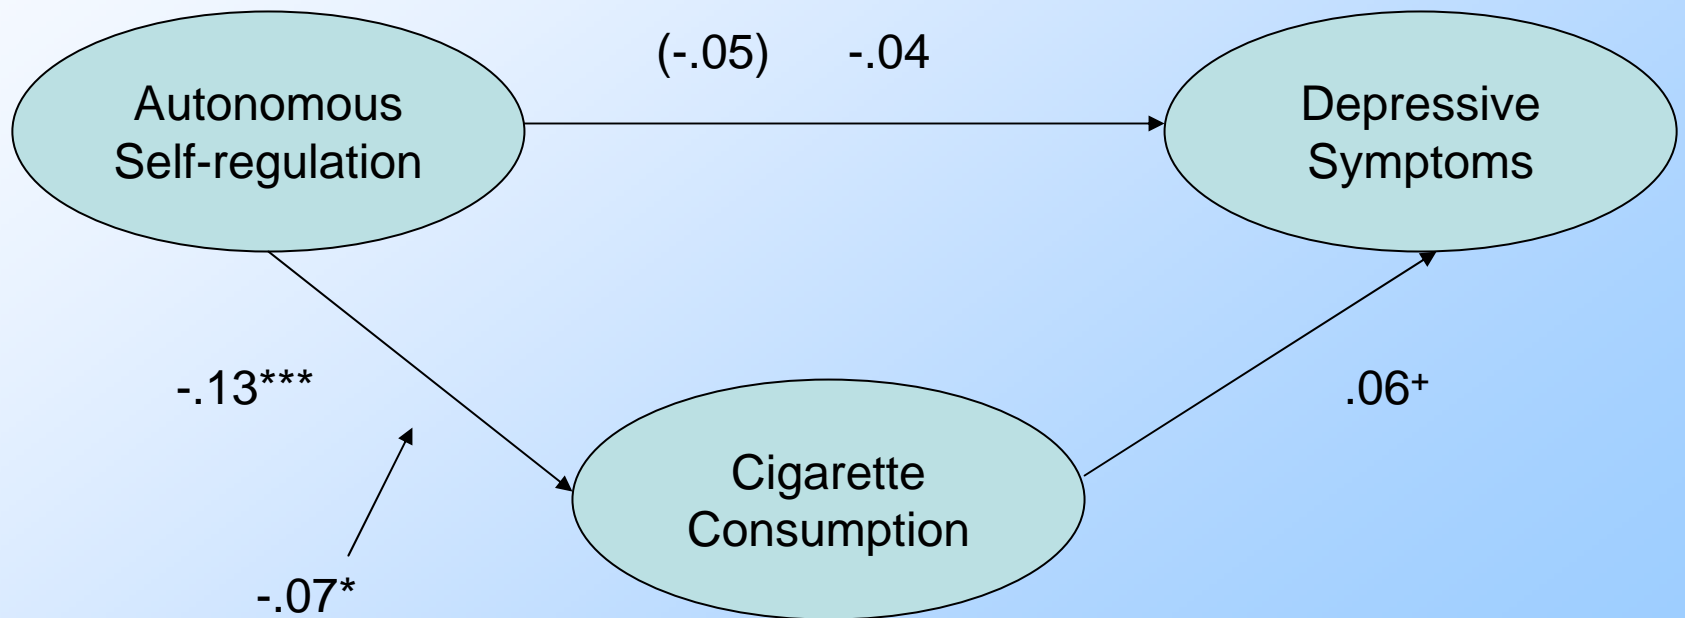 (-.05) -.04
Autonomous
Self-regulation
Depressive
Symptoms
-.13***
.06⁺
Cigarette
Consumption
-.07*